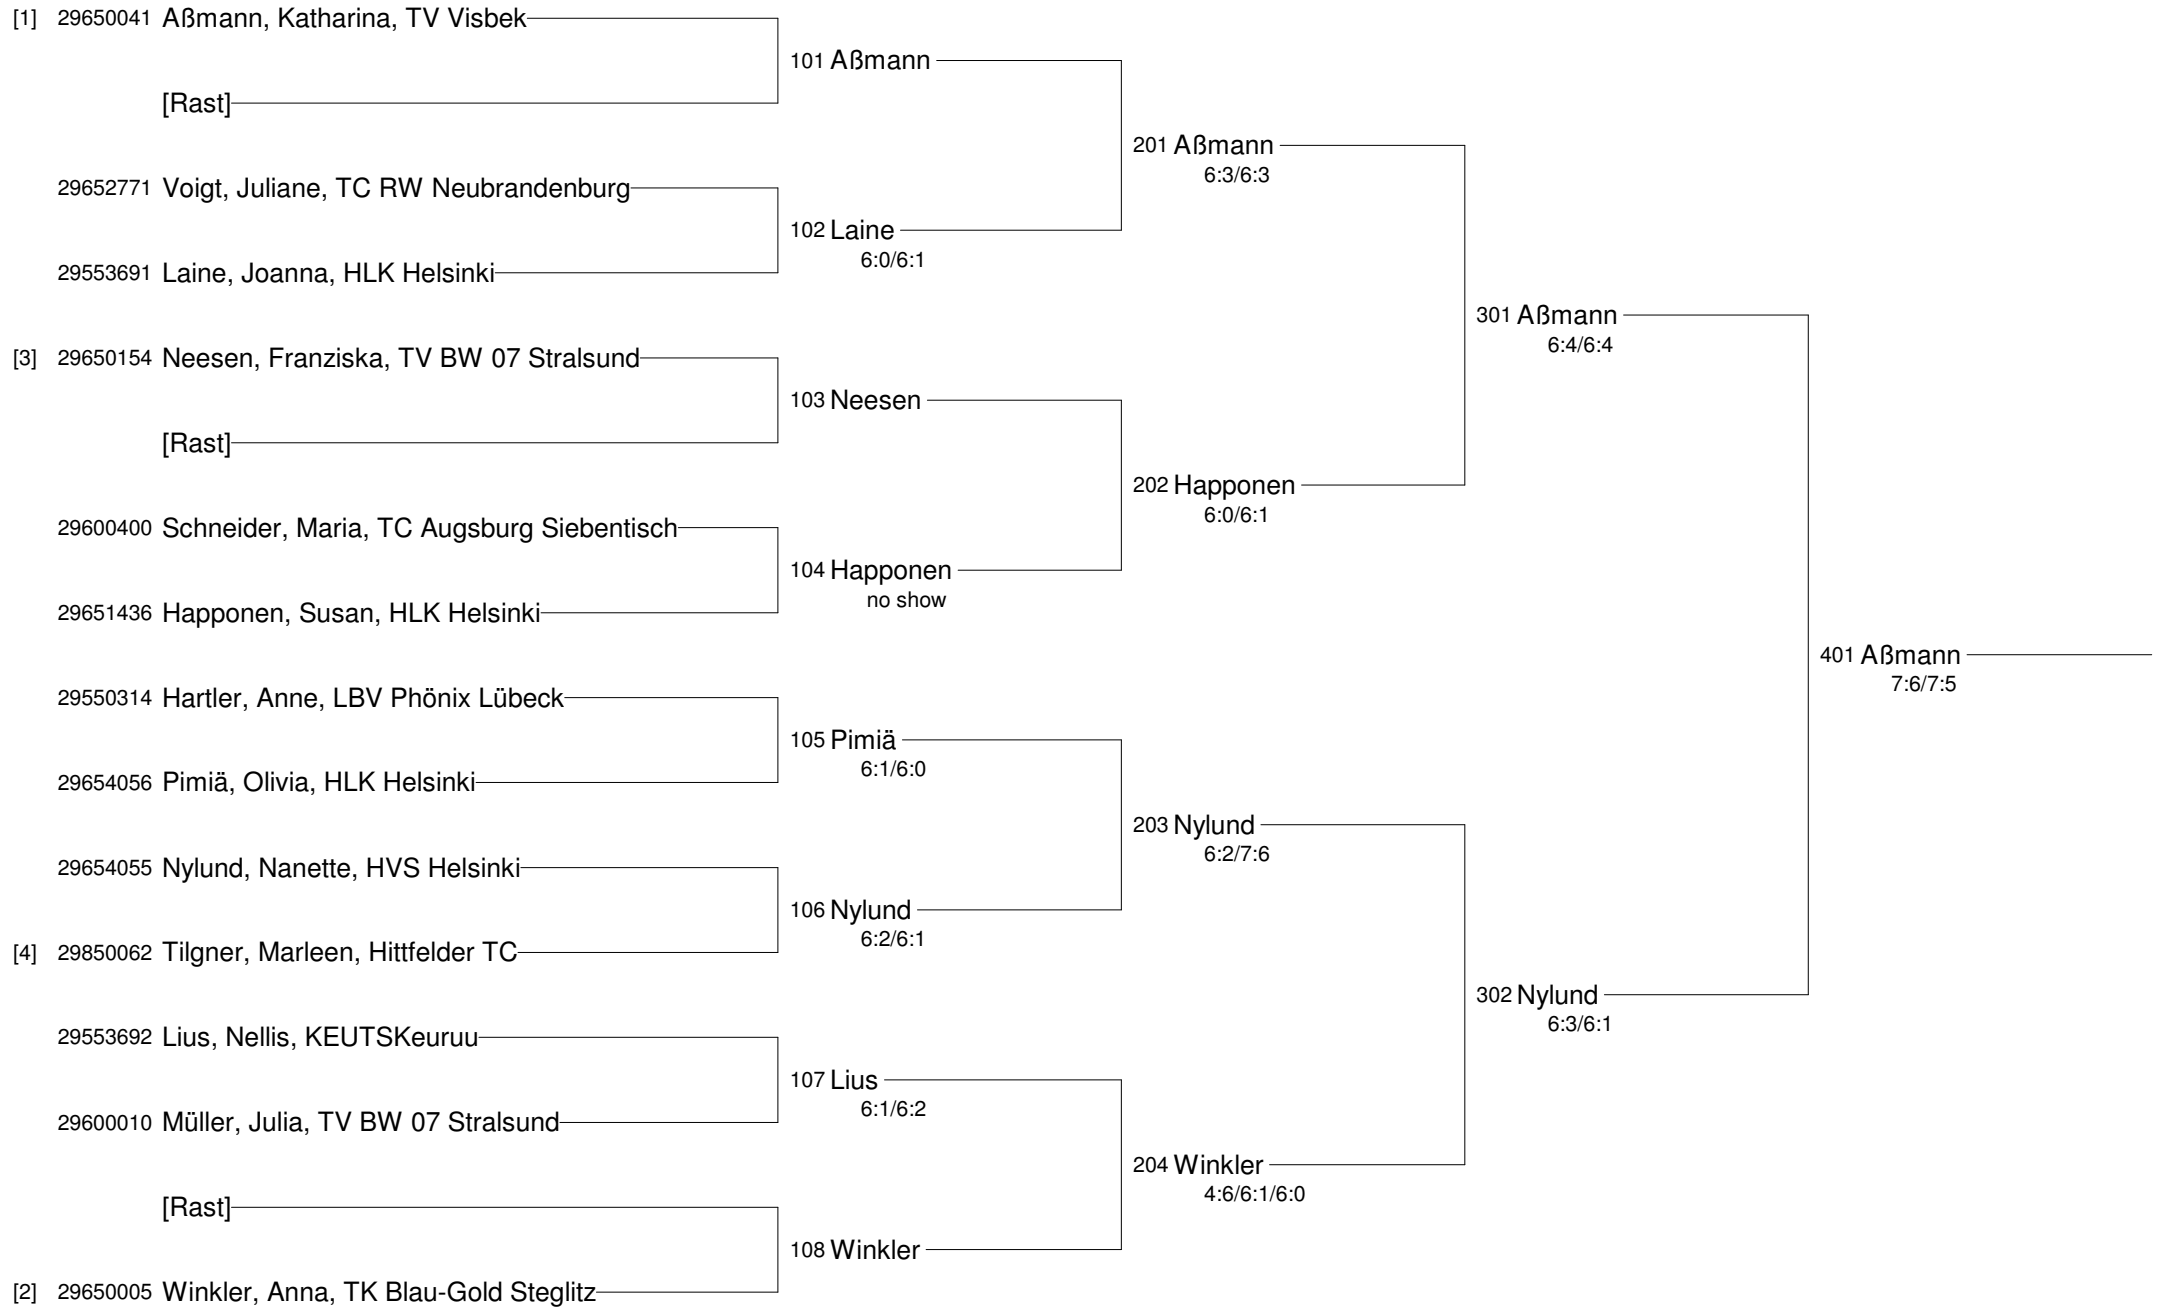 [1] 29650041 Aßmann, Katharina, TV Visbek
101 Aßmann
[Rast]
201 Aßmann
6:3/6:3
29652771 Voigt, Juliane, TC RW Neubrandenburg
102 Laine
6:0/6:1
29553691 Laine, Joanna, HLK Helsinki
301 Aßmann
6:4/6:4
[3] 29650154 Neesen, Franziska, TV BW 07 Stralsund
103 Neesen
[Rast]
202 Happonen
6:0/6:1
29600400 Schneider, Maria, TC Augsburg Siebentisch
104 Happonen
no show
29651436 Happonen, Susan, HLK Helsinki
401 Aßmann
7:6/7:5
29550314 Hartler, Anne, LBV Phönix Lübeck
105 Pimiä
6:1/6:0
29654056 Pimiä, Olivia, HLK Helsinki
203 Nylund
6:2/7:6
29654055 Nylund, Nanette, HVS Helsinki
106 Nylund
6:2/6:1
[4] 29850062 Tilgner, Marleen, Hittfelder TC
302 Nylund
6:3/6:1
29553692 Lius, Nellis, KEUTSKeuruu
107 Lius
6:1/6:2
29600010 Müller, Julia, TV BW 07 Stralsund
204 Winkler
4:6/6:1/6:0
[Rast]
108 Winkler
[2] 29650005 Winkler, Anna, TK Blau-Gold Steglitz